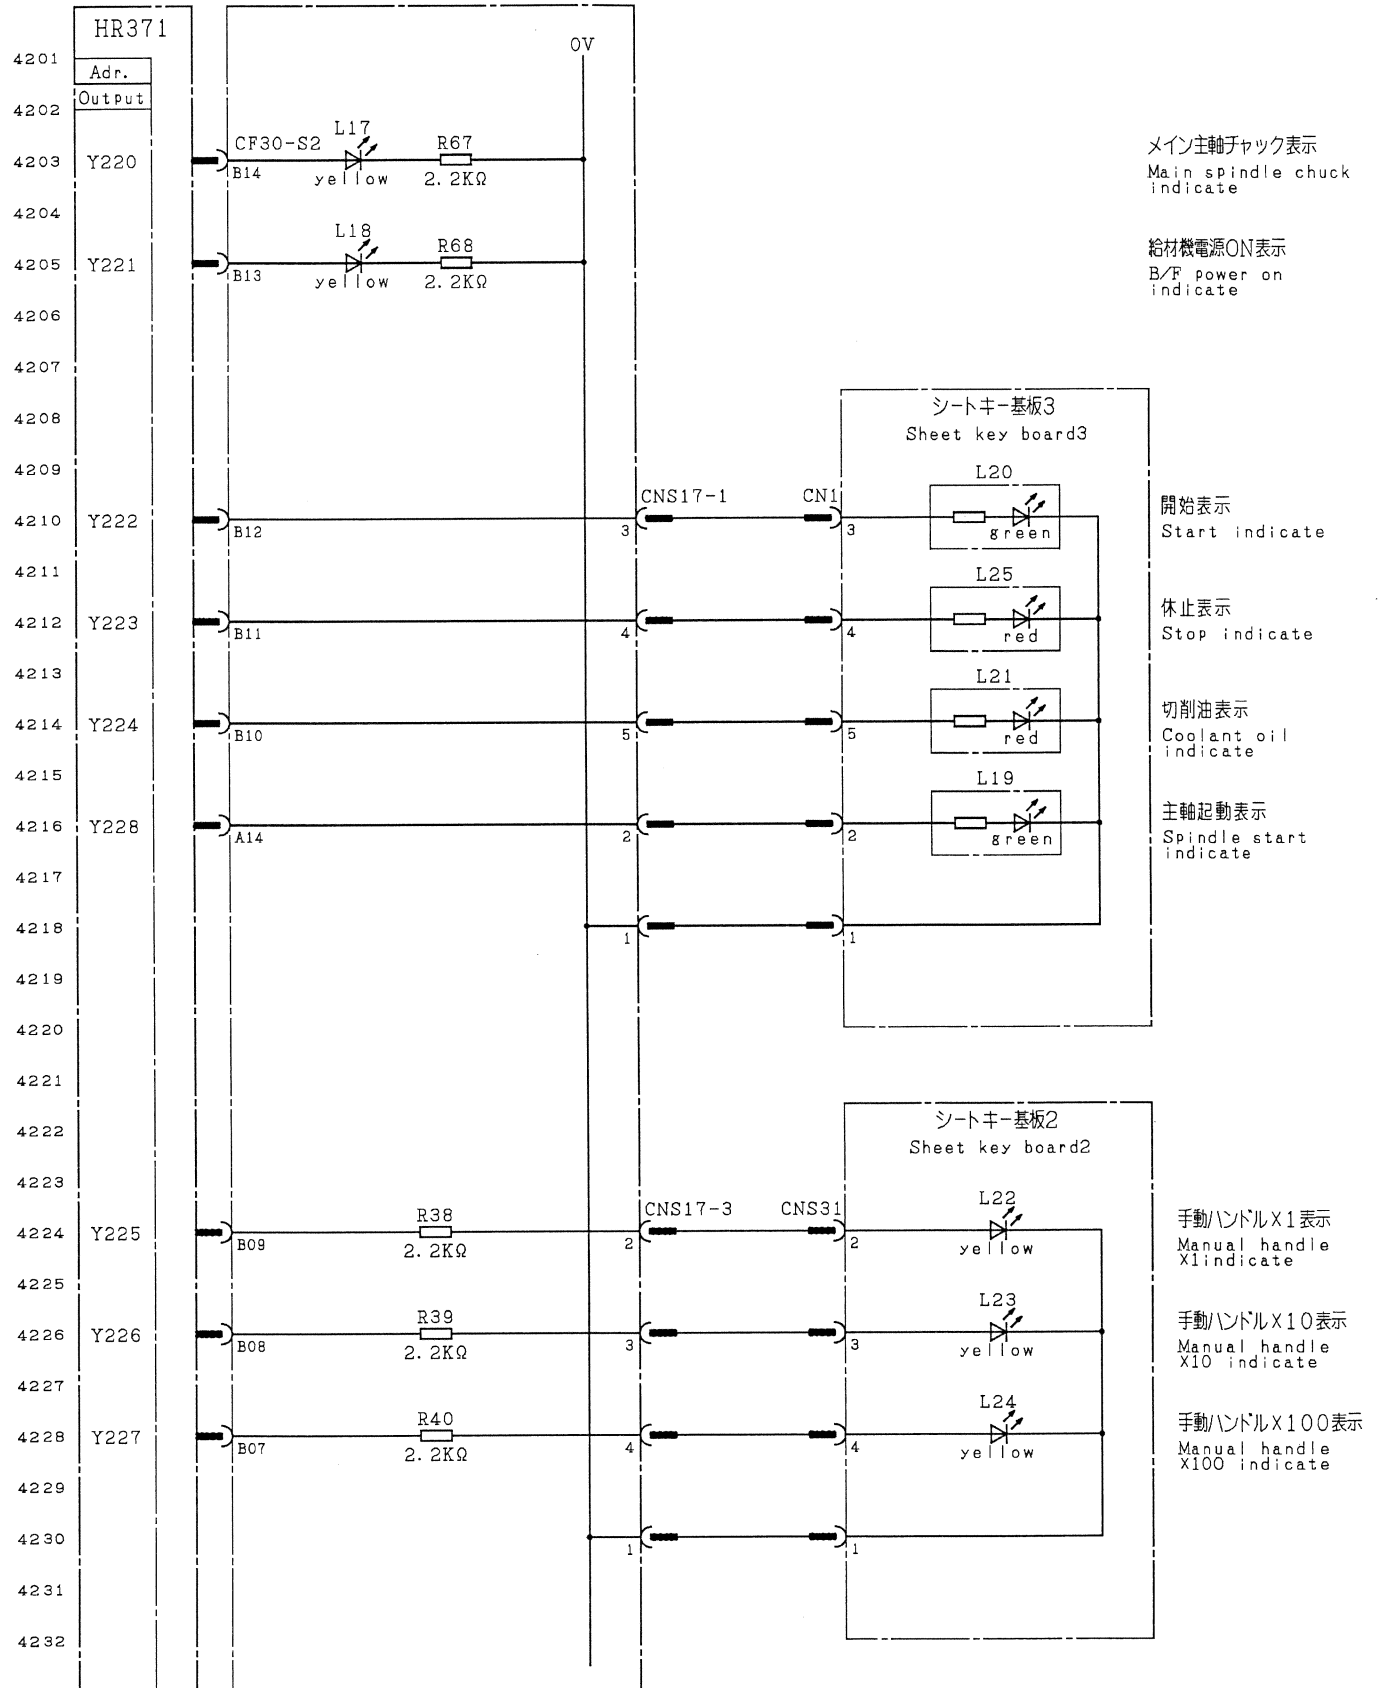 HR371
0V
4201
Adr.
Output
4202
CF30-S2
L17
R67
メイン主軸チャック表示
4203
Y220
B14
yellow
2.2KΩ
Main spindle chuck
indicate
4204
L18
R68
給材機電源ON表示
4205
Y221
B13
yellow
2.2KΩ
B/F power on
indicate
4206
4207
シートキー基板3
4208
Sheet key board3
4209
L20
CNS17-1
CN1
開始表示
4210
Y222
B12
3
3
green
Start indicate
4211
L25
休止表示
4212
Y223
B11
4
4
red
Stop indicate
4213
L21
切削油表示
4214
Y224
B10
5
5
red
Coolant oil
indicate
4215
L19
主軸起動表示
4216
Y228
A14
2
2
green
Spindle start
indicate
4217
4218
1
1
4219
4220
4221
シートキー基板2
4222
Sheet key board2
4223
L22
R38
CNS17-3
CNS31
手動ハンドルX1表示
4224
Y225
B09
2.2KΩ
2
2
yellow
Manual handle
X1indicate
4225
L23
R39
手動ハンドルX10表示
4226
Y226
B08
2.2KΩ
3
3
yellow
Manual handle
X10 indicate
4227
L24
R40
手動ハンドルX100表示
4228
Y227
B07
2.2KΩ
4
4
yellow
Manual handle
X100 indicate
4229
4230
1
1
4231
4232